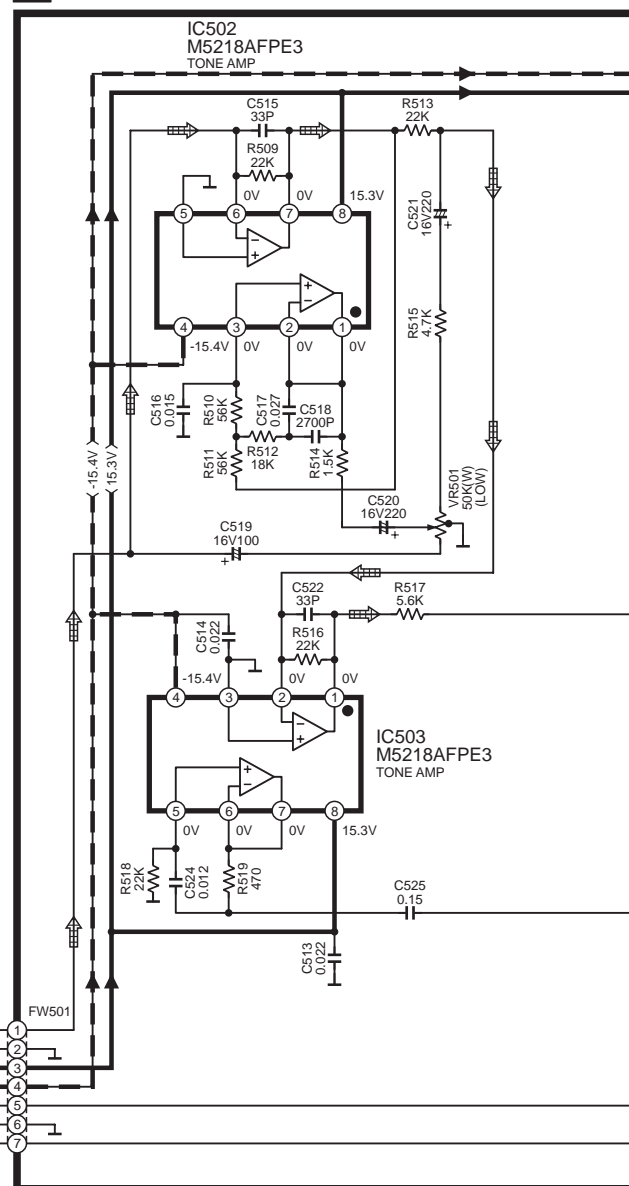 IC502
M5218AFPE3
TONE AMP
C515
33P
R509
22K
R513
22K
0V
0V
15.3V
5
6
7
8
C521
16V220
+
−
+
+
−
4
3
2
1
-15.4V
0V
0V
0V
R515
4.7K
C516
0.015
R510
56K
C517
0.027
C518
2700P
R511
56K
R512
18K
R514
1.5K
-15.4V
15.3V
VR501
50K(W)
(LOW)
C520
16V220
+
C519
16V100
+
C522
33P
R517
5.6K
C514
0.022
R516
22K
-15.4V
0V
0V
4
3
2
1
−
+
IC503
M5218AFPE3
TONE AMP
+
−
5
6
7
8
0V
0V
0V
15.3V
R518
22K
C524
0.012
R519
470
C525
0.15
C513
0.022
FW501
1
2
3
4
5
6
7